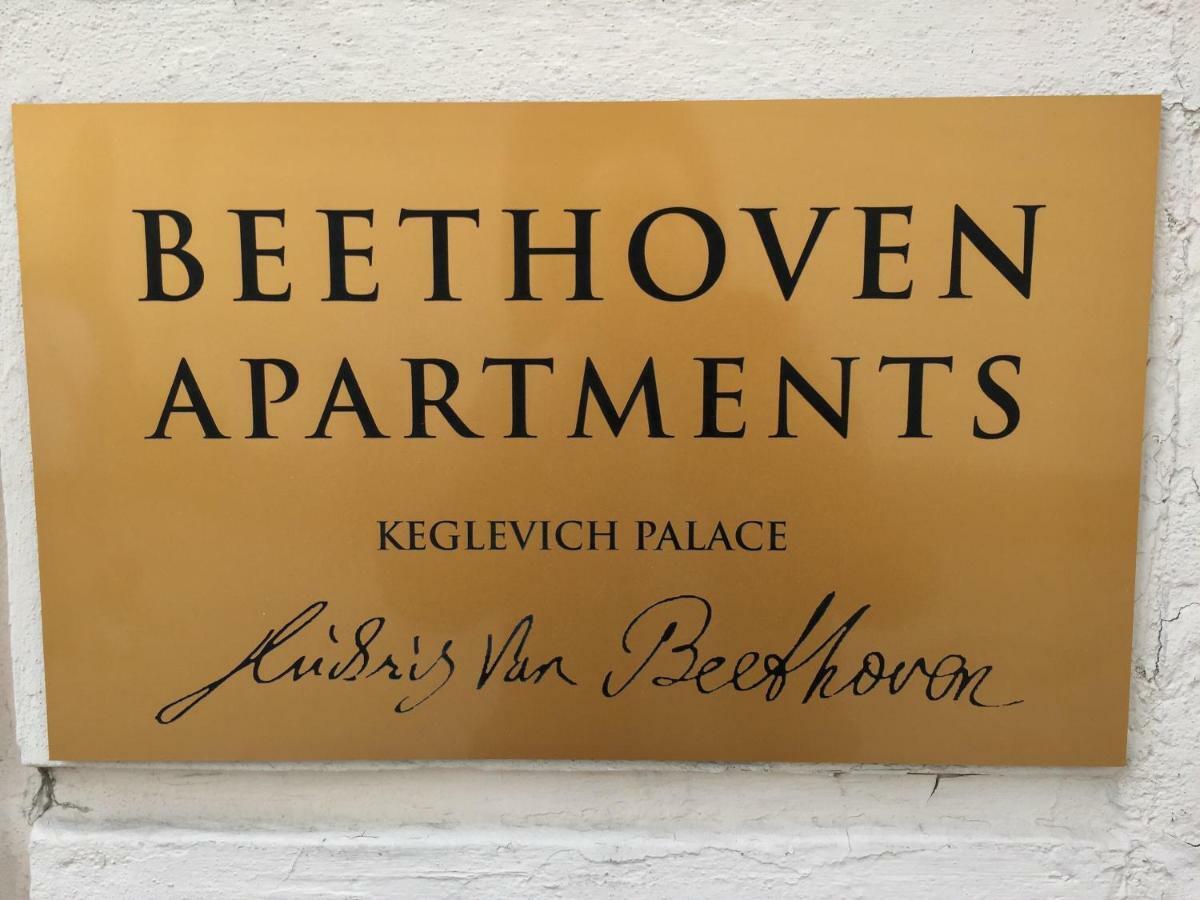 BEETHOVEN
APARTMENTS
KEGLEVICH PALACE
Ludwig Van Beethoven